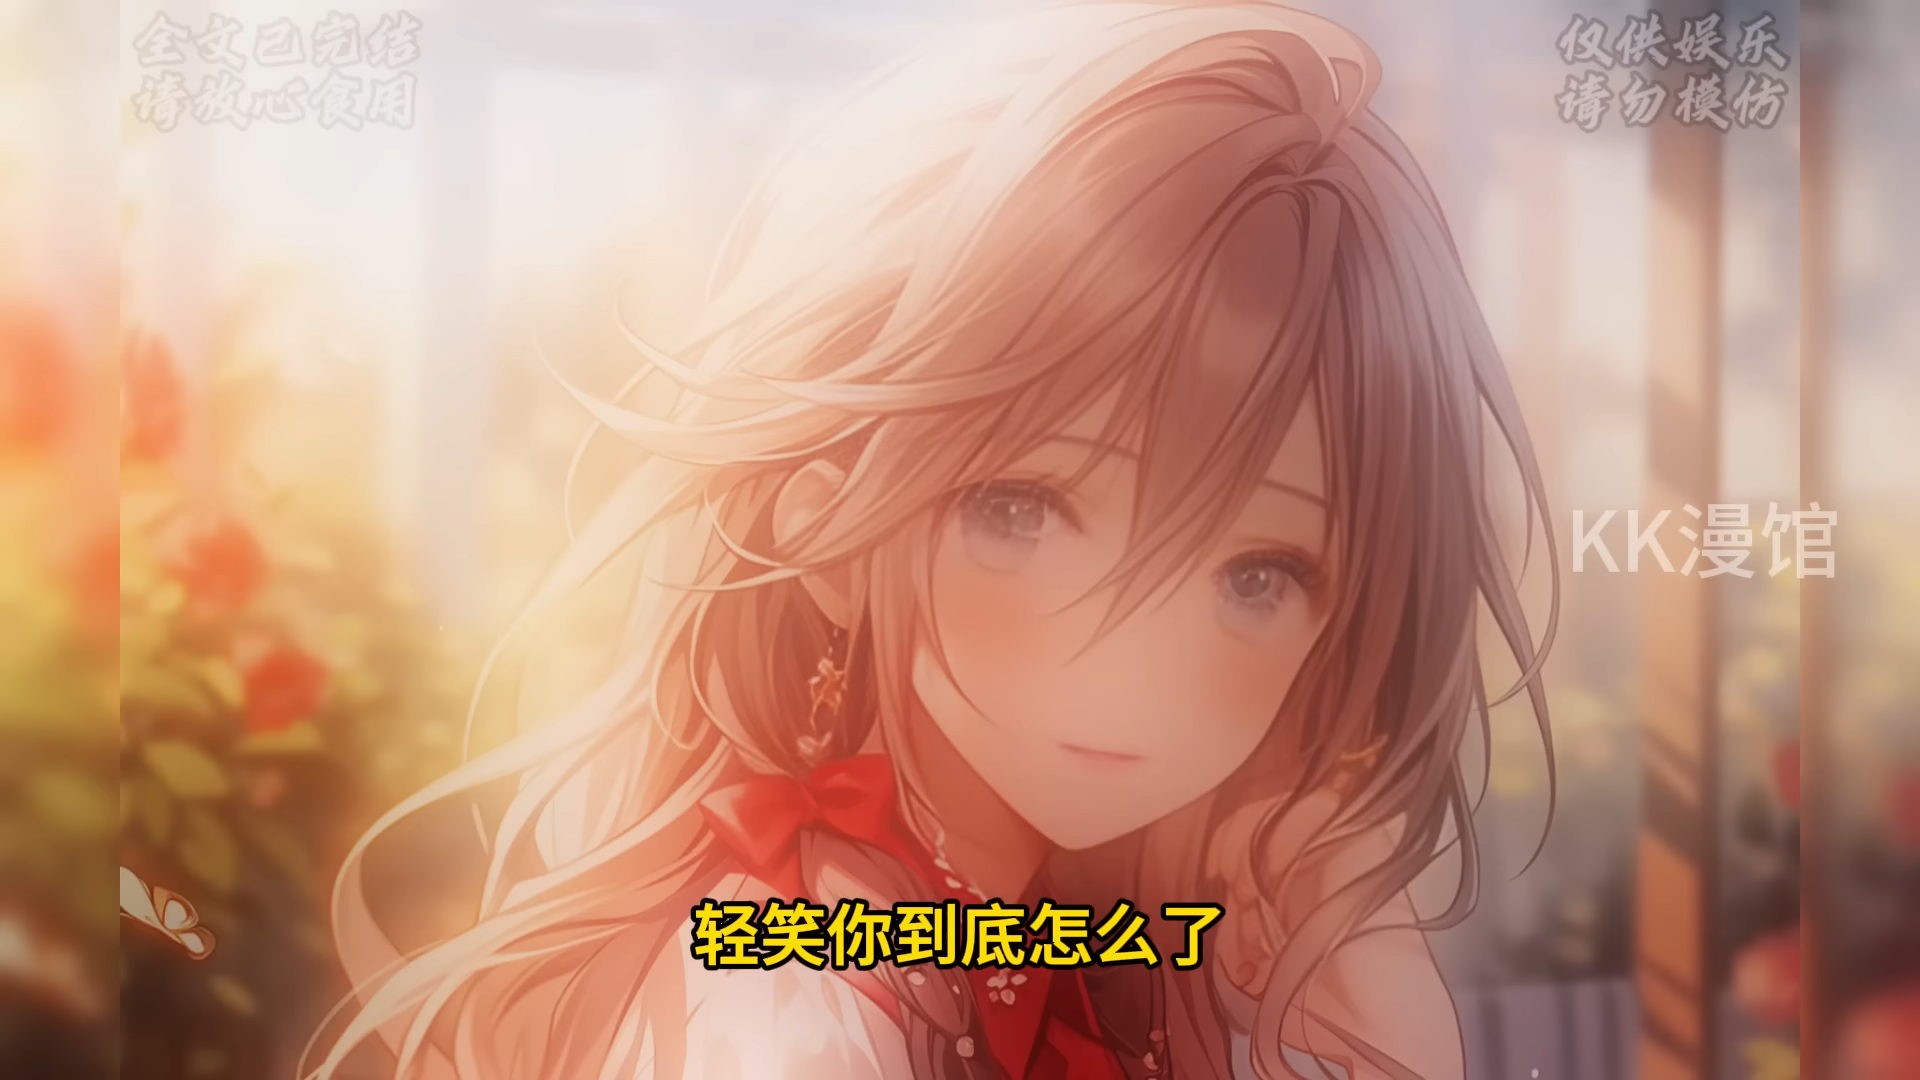 全文已完结
请放心食用
仅供娱乐
请勿模仿
KK漫馆
轻笑你到底怎么了